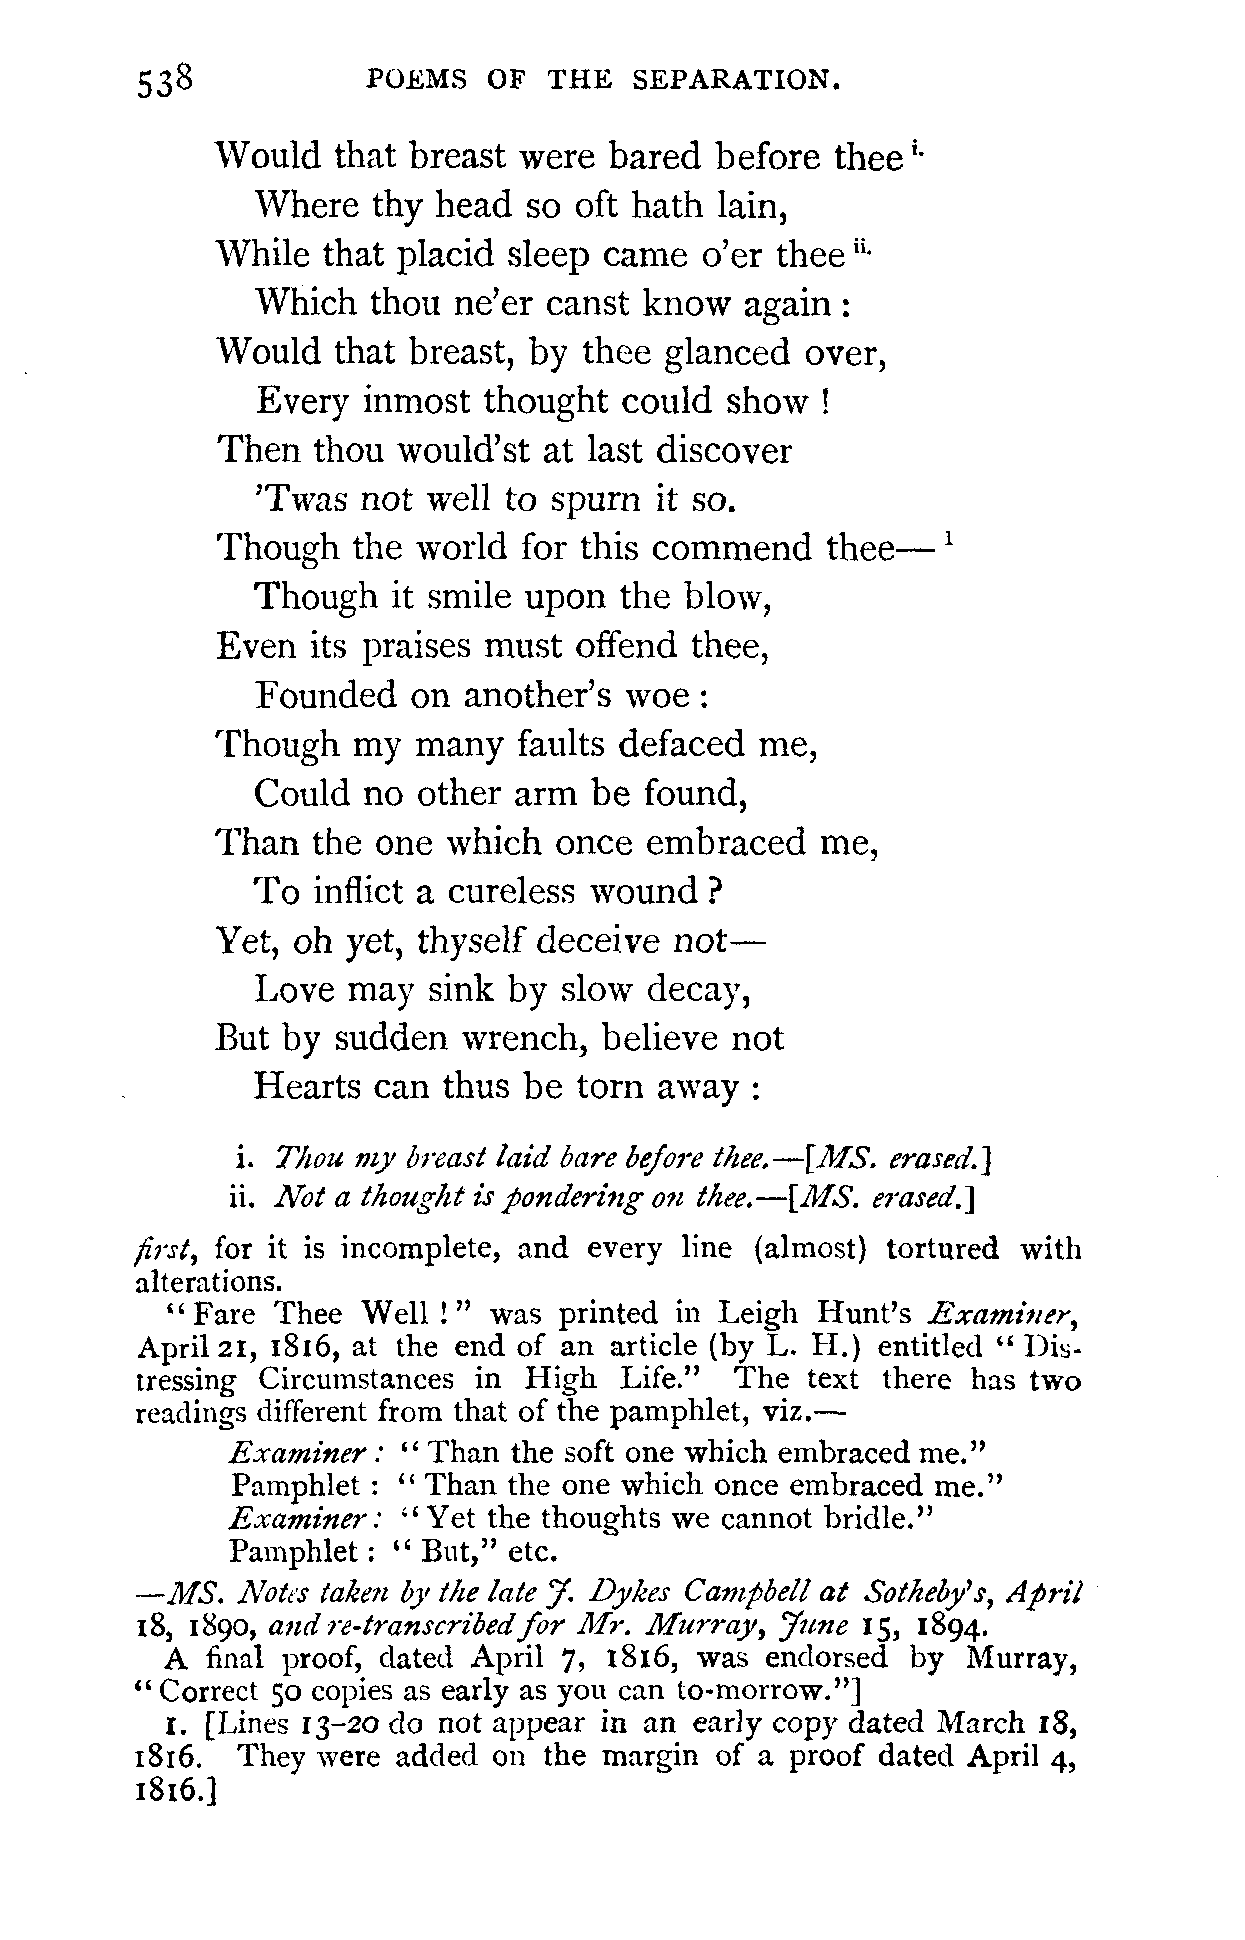 538 POEMS OF THE SEPARATION.
Would that breast were bared before thee i.
Where thy head so oft hath lain,
While that placid sleep came o'er thee ii.
Which thou ne'er canst know again :
Would that breast, by thee glanced over,
Every inmost thought could show !
Then thou would'st at last discover
'Twas not well to spurn it so.
Though the world for this commend thee— 1
Though it smile upon the blow,
Even its praises must offend thee,
Founded on another's woe :
Though my many faults defaced me,
Could no other arm be found,
Than the one which once embraced me,
To inflict a cureless wound ?
Yet, oh yet, thyself deceive not—
Love may sink by slow decay,
But by sudden wrench, believe not
Hearts can thus be torn away :
i. Thou my breast laid bare before thee.—[MS. erased.]
ii. Not a thought is pondering on thee.—[MS. erased.]
first, for it is incomplete, and every line (almost) tortured with
alterations.
"Fare Thee Well !" was printed in Leigh Hunt's Examiner,
April 21, 1816, at the end of an article (by L. H.) entitled "Dis-
tressing Circumstances in High Life." The text there has two
readings different from that of the pamphlet, viz.—
Examiner : "Than the soft one which embraced me."
Pamphlet : "Than the one which once embraced me."
Examiner : "Yet the thoughts we cannot bridle."
Pamphlet : "But," etc.
—MS. Notes taken by the late J. Dykes Campbell at Sotheby's, April
18, 1890, and re-transcribed for Mr. Murray, June 15, 1894.
A final proof, dated April 7, 1816, was endorsed by Murray,
"Correct 50 copies as early as you can to-morrow."]
1. [Lines 13-20 do not appear in an early copy dated March 18,
1816. They were added on the margin of a proof dated April 4,
1816.]